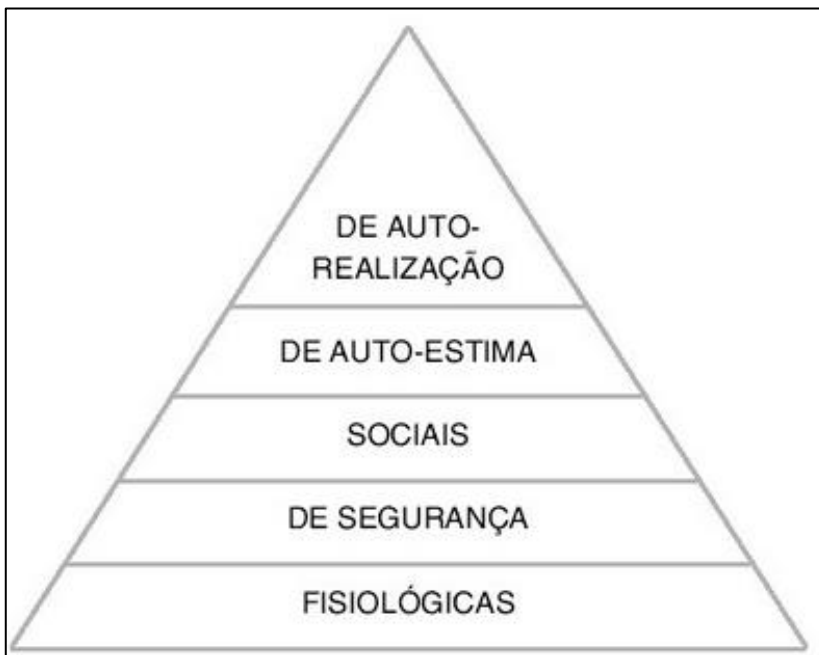 DE AUTO-
REALIZAÇÃO
DE AUTO-ESTIMA
SOCIAIS
DE SEGURANÇA
FISIOLÓGICAS